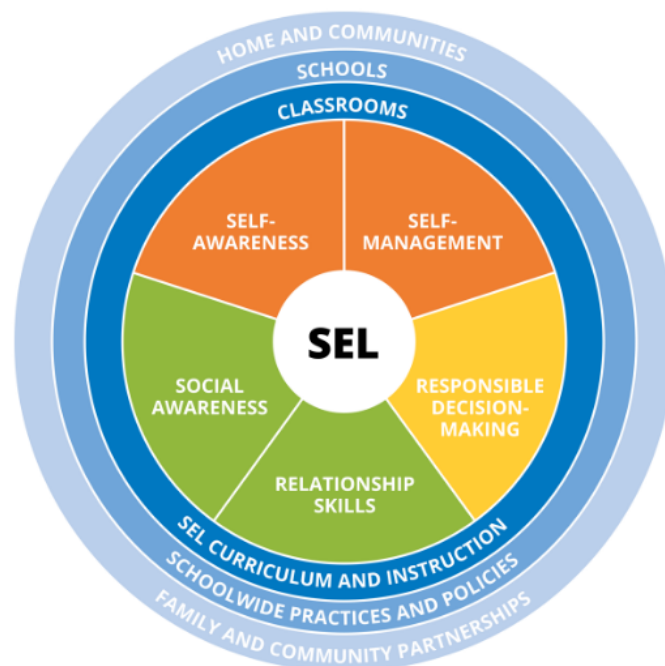 HOME AND COMMUNITIES
SCHOOLS
CLASSROOMS
SELF-
AWARENESS
SELF-
MANAGEMENT
SEL
SOCIAL
AWARENESS
RESPONSIBLE
DECISION-
MAKING
RELATIONSHIP
SKILLS
SEL CURRICULUM AND INSTRUCTION
SCHOOLWIDE PRACTICES AND POLICIES
FAMILY AND COMMUNITY PARTNERSHIPS